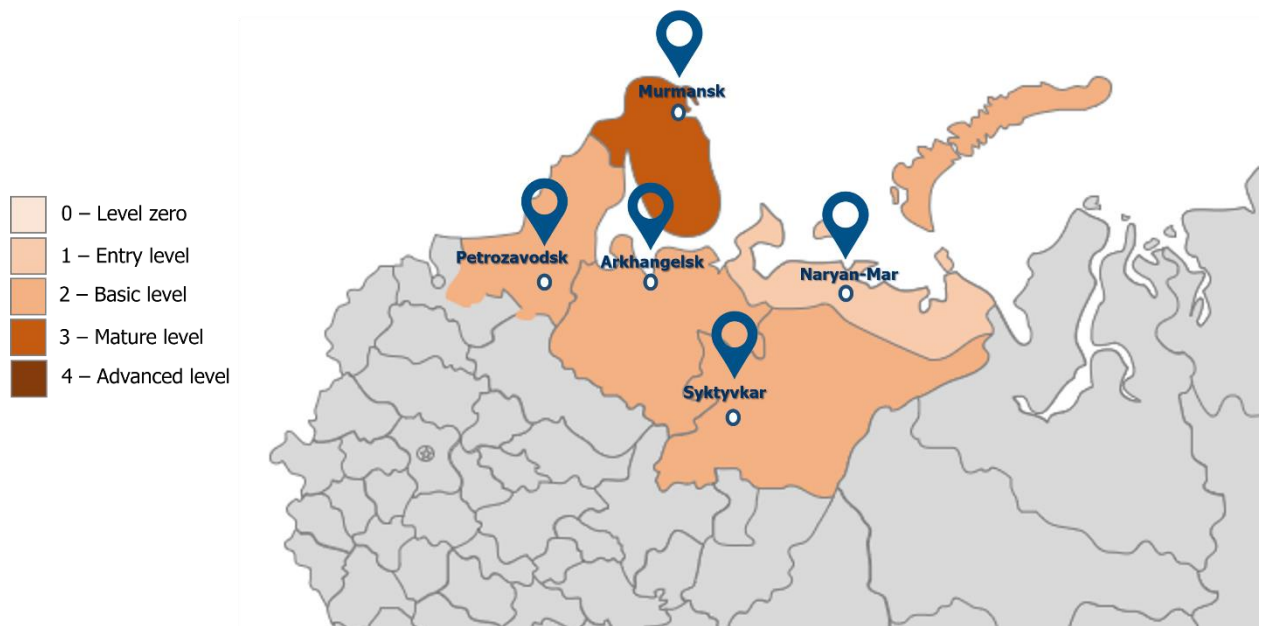 Murmansk
0 – Level zero
1 – Entry level
2 – Basic level
3 – Mature level
4 – Advanced level
Petrozavodsk
Arkhangelsk
Naryan-Mar
Syktyvkar